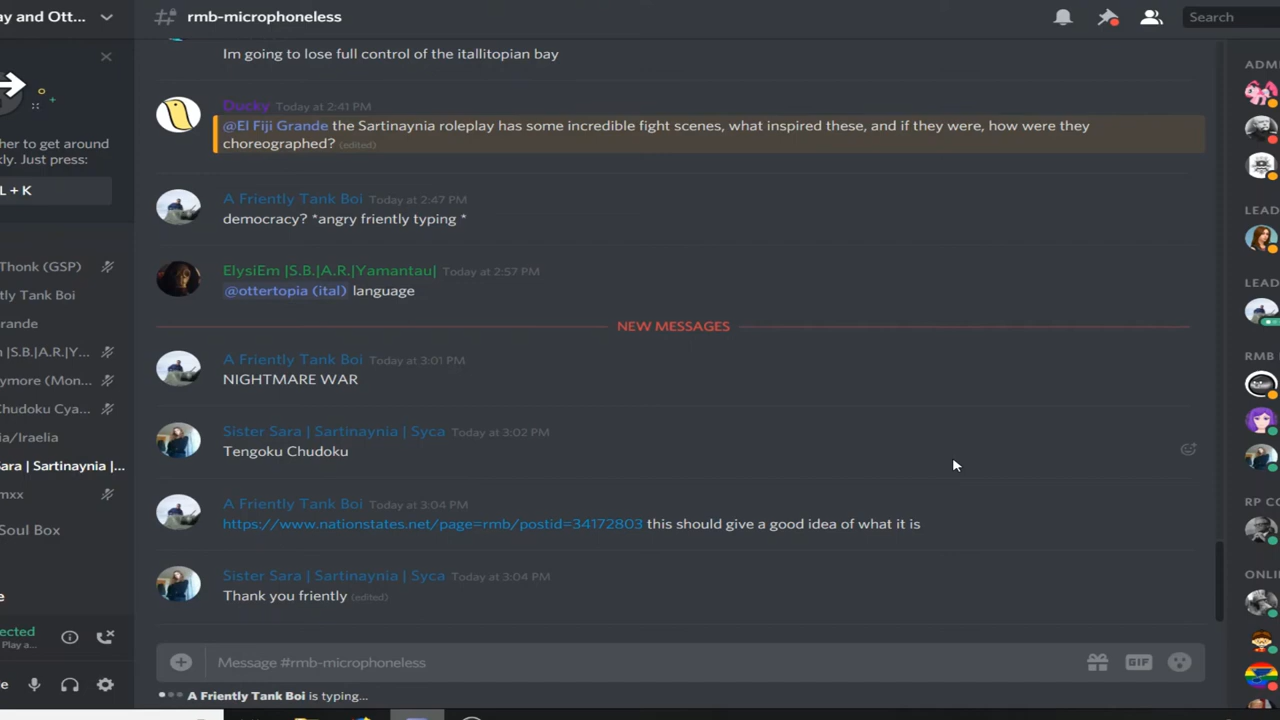 ay and Ott...
rmb-microphoneless
Search
her to get around
kly. Just press:
L + K
Thonk (GSP)
tly Tank Boi
Grande
n |S.B.|A.R.|Y...
ymore (Mon...
Chudoku Cya...
ia/Iraelia
Sara | Sartinaynia |...
mxx
Soul Box
ected
Play a...
Im going to lose full control of the itallitopian bay
Ducky Today at 2:41 PM
@El Fiji Grande the Sartinaynia roleplay has some incredible fight scenes, what inspired these, and if they were, how were they
choreographed? (edited)
A Friently Tank Boi Today at 2:47 PM
democracy? *angry friently typing *
ElysiEm |S.B.|A.R.|Yamantau| Today at 2:57 PM
@ottertopia (ital) language
NEW MESSAGES
A Friently Tank Boi Today at 3:01 PM
NIGHTMARE WAR
Sister Sara | Sartinaynia | Syca Today at 3:02 PM
Tengoku Chudoku
A Friently Tank Boi Today at 3:04 PM
https://www.nationstates.net/page=rmb/postid=34172803 this should give a good idea of what it is
Sister Sara | Sartinaynia | Syca Today at 3:04 PM
Thank you friently (edited)
Message #rmb-microphoneless
GIF
A Friently Tank Boi is typing...
ADMI
LEAD
LEAD
RMB
RP CO
ONLI